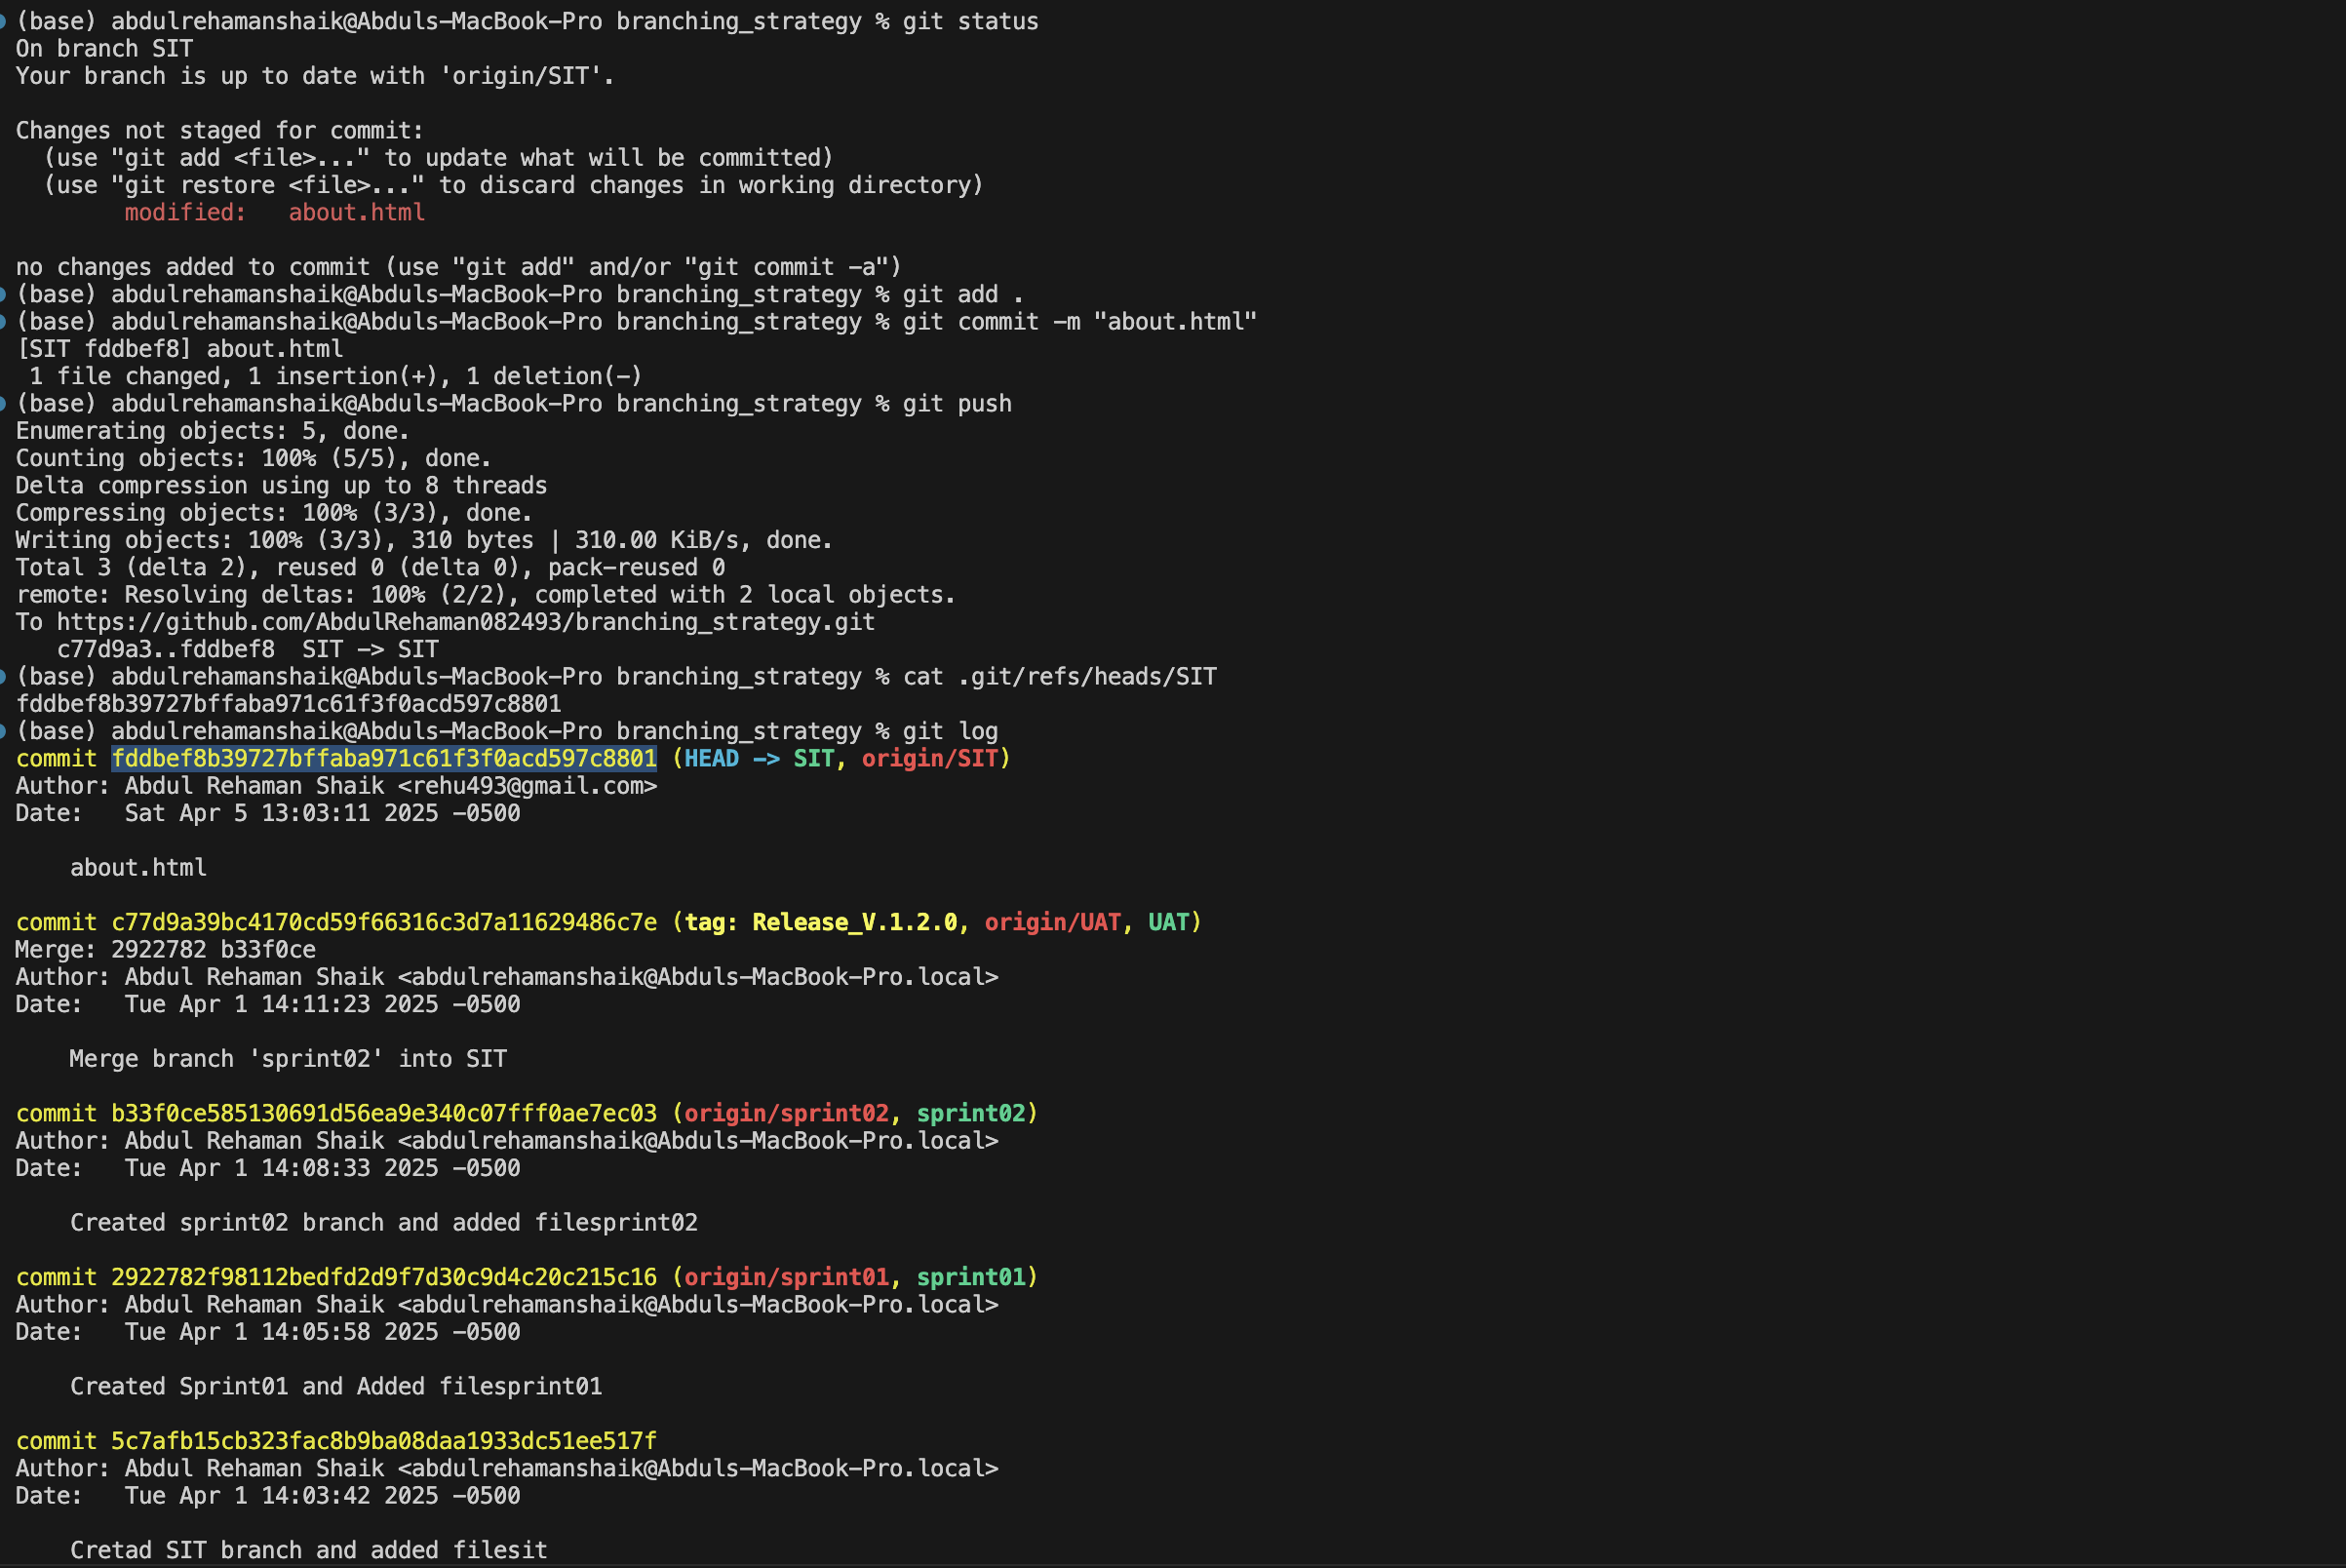 (base) abdulrehamanshaik@Abduls-MacBook-Pro branching_strategy % git status
On branch SIT
Your branch is up to date with 'origin/SIT'.
Changes not staged for commit:
  (use "git add <file>..." to update what will be committed)
  (use "git restore <file>..." to discard changes in working directory)
        modified:   about.html
no changes added to commit (use "git add" and/or "git commit -a")
(base) abdulrehamanshaik@Abduls-MacBook-Pro branching_strategy % git add .
(base) abdulrehamanshaik@Abduls-MacBook-Pro branching_strategy % git commit -m "about.html"
[SIT fddbef8] about.html
 1 file changed, 1 insertion(+), 1 deletion(-)
(base) abdulrehamanshaik@Abduls-MacBook-Pro branching_strategy % git push
Enumerating objects: 5, done.
Counting objects: 100% (5/5), done.
Delta compression using up to 8 threads
Compressing objects: 100% (3/3), done.
Writing objects: 100% (3/3), 310 bytes | 310.00 KiB/s, done.
Total 3 (delta 2), reused 0 (delta 0), pack-reused 0
remote: Resolving deltas: 100% (2/2), completed with 2 local objects.
To https://github.com/AbdulRehaman082493/branching_strategy.git
   c77d9a3..fddbef8  SIT -> SIT
(base) abdulrehamanshaik@Abduls-MacBook-Pro branching_strategy % cat .git/refs/heads/SIT
fddbef8b39727bffaba971c61f3f0acd597c8801
(base) abdulrehamanshaik@Abduls-MacBook-Pro branching_strategy % git log
commit fddbef8b39727bffaba971c61f3f0acd597c8801 (HEAD -> SIT, origin/SIT)
Author: Abdul Rehaman Shaik <rehu493@gmail.com>
Date:   Sat Apr 5 13:03:11 2025 -0500
    about.html
commit c77d9a39bc4170cd59f66316c3d7a11629486c7e (tag: Release_V.1.2.0, origin/UAT, UAT)
Merge: 2922782 b33f0ce
Author: Abdul Rehaman Shaik <abdulrehamanshaik@Abduls-MacBook-Pro.local>
Date:   Tue Apr 1 14:11:23 2025 -0500
    Merge branch 'sprint02' into SIT
commit b33f0ce585130691d56ea9e340c07fff0ae7ec03 (origin/sprint02, sprint02)
Author: Abdul Rehaman Shaik <abdulrehamanshaik@Abduls-MacBook-Pro.local>
Date:   Tue Apr 1 14:08:33 2025 -0500
    Created sprint02 branch and added filesprint02
commit 2922782f98112bedfd2d9f7d30c9d4c20c215c16 (origin/sprint01, sprint01)
Author: Abdul Rehaman Shaik <abdulrehamanshaik@Abduls-MacBook-Pro.local>
Date:   Tue Apr 1 14:05:58 2025 -0500
    Created Sprint01 and Added filesprint01
commit 5c7afb15cb323fac8b9ba08daa1933dc51ee517f
Author: Abdul Rehaman Shaik <abdulrehamanshaik@Abduls-MacBook-Pro.local>
Date:   Tue Apr 1 14:03:42 2025 -0500
    Cretad SIT branch and added filesit